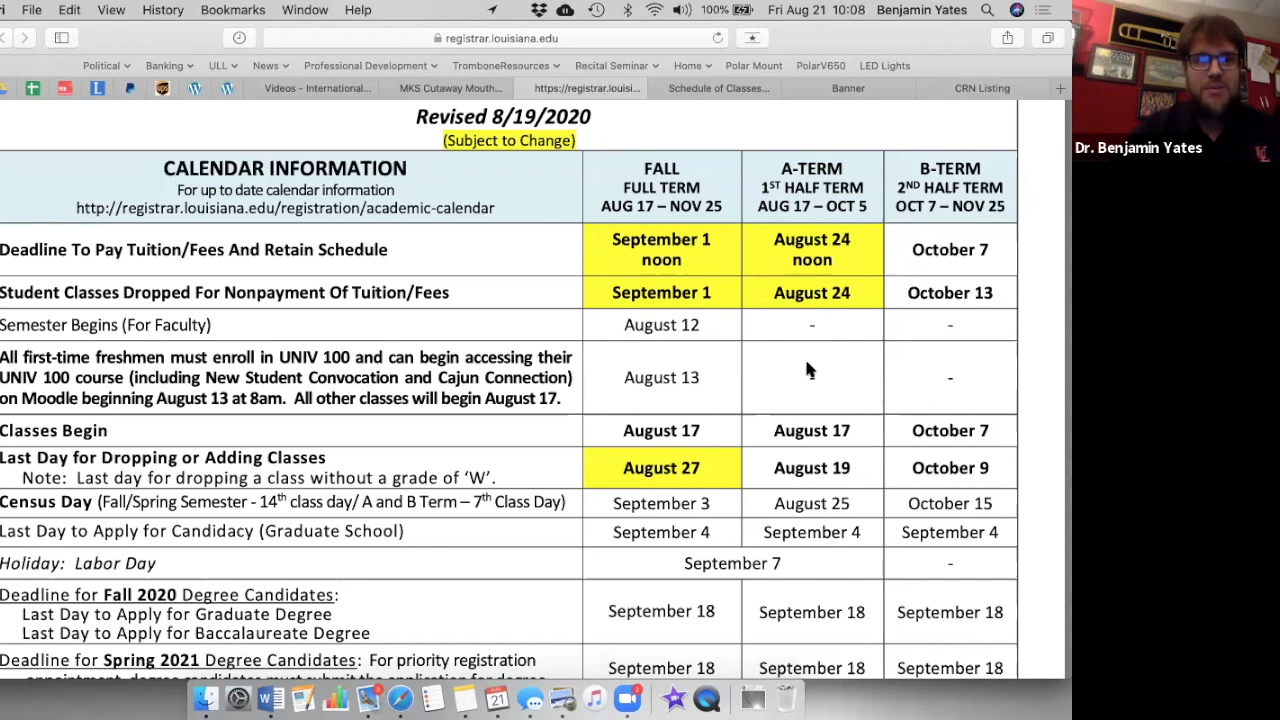 File Edit View History Bookmarks Window Help 100% Fri Aug 21 10:08 Benjamin Yates
registrar.louisiana.edu
Political Banking ULL News Professional Development TromboneResources Recital Seminar Home Polar Mount PolarV650 LED Lights
Videos - International... MKS Cutaway Mouth... https://registrar.louisi... Schedule of Classes... Banner CRN Listing
Dr. Benjamin Yates
Revised 8/19/2020
(Subject to Change)
CALENDAR INFORMATION
For up to date calendar information
http://registrar.louisiana.edu/registration/academic-calendar
FALL
FULL TERM
AUG 17 – NOV 25
A-TERM
1ST HALF TERM
AUG 17 – OCT 5
B-TERM
2ND HALF TERM
OCT 7 – NOV 25
Deadline To Pay Tuition/Fees And Retain Schedule
September 1
noon
August 24
noon
October 7
Student Classes Dropped For Nonpayment Of Tuition/Fees September 1 August 24 October 13
Semester Begins (For Faculty) August 12 - -
All first-time freshmen must enroll in UNIV 100 and can begin accessing their
UNIV 100 course (including New Student Convocation and Cajun Connection)
on Moodle beginning August 13 at 8am. All other classes will begin August 17.
August 13 - -
Classes Begin August 17 August 17 October 7
Last Day for Dropping or Adding Classes
Note: Last day for dropping a class without a grade of ‘W’.
August 27 August 19 October 9
Census Day (Fall/Spring Semester - 14th class day/ A and B Term – 7th Class Day) September 3 August 25 October 15
Last Day to Apply for Candidacy (Graduate School) September 4 September 4 September 4
Holiday: Labor Day September 7 -
Deadline for Fall 2020 Degree Candidates:
Last Day to Apply for Graduate Degree
Last Day to Apply for Baccalaureate Degree
September 18 September 18 September 18
Deadline for Spring 2021 Degree Candidates: For priority registration
September 18 September 18 September 18